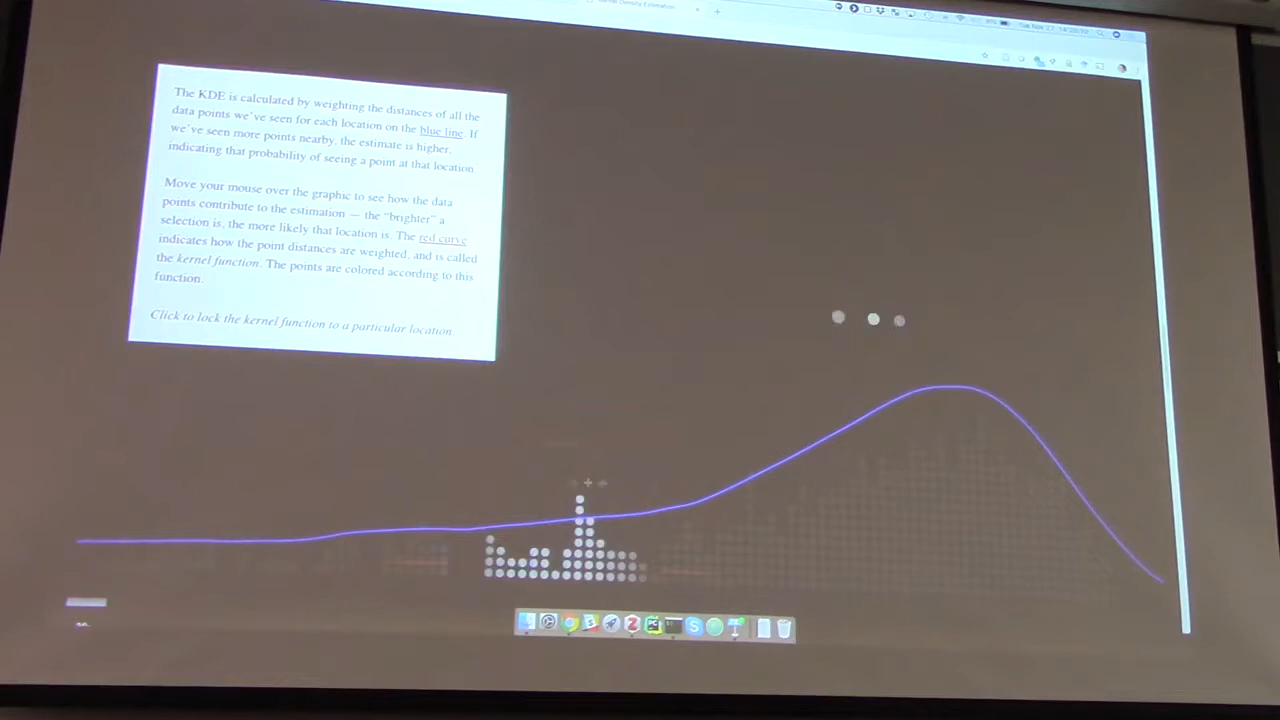 Kernel Density Estimation
The KDE is calculated by weighting the distances of all the
data points we've seen for each location on the blue line. If
we've seen more points nearby, the estimate is higher,
indicating that probability of seeing a point at that location
Move your mouse over the graphic to see how the data
points contribute to the estimation — the "brighter" a
selection is, the more likely that location is. The red curve
indicates how the point distances are weighted, and is called
the kernel function. The points are colored according to this
function.
Click to lock the kernel function to a particular location